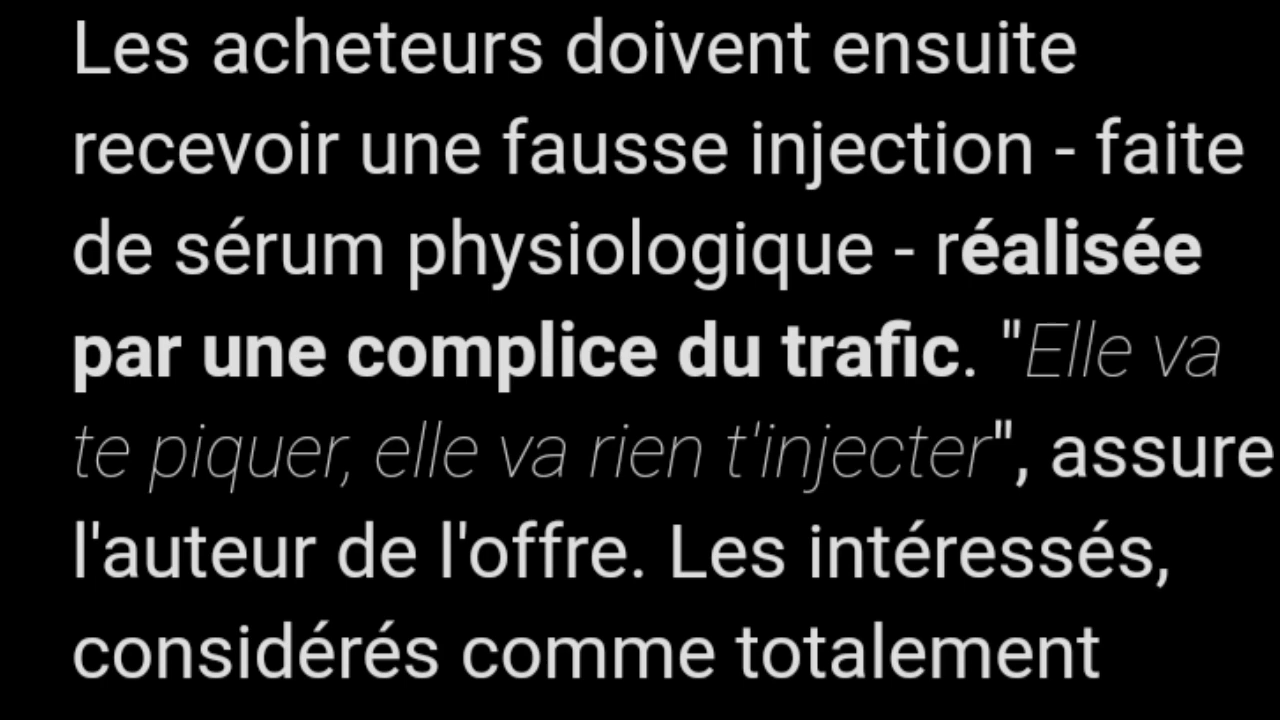 Les acheteurs doivent ensuite
recevoir une fausse injection - faite
de sérum physiologique - réalisée
par une complice du trafic. "Elle va
te piquer, elle va rien t'injecter", assure
l'auteur de l'offre. Les intéressés,
considérés comme totalement